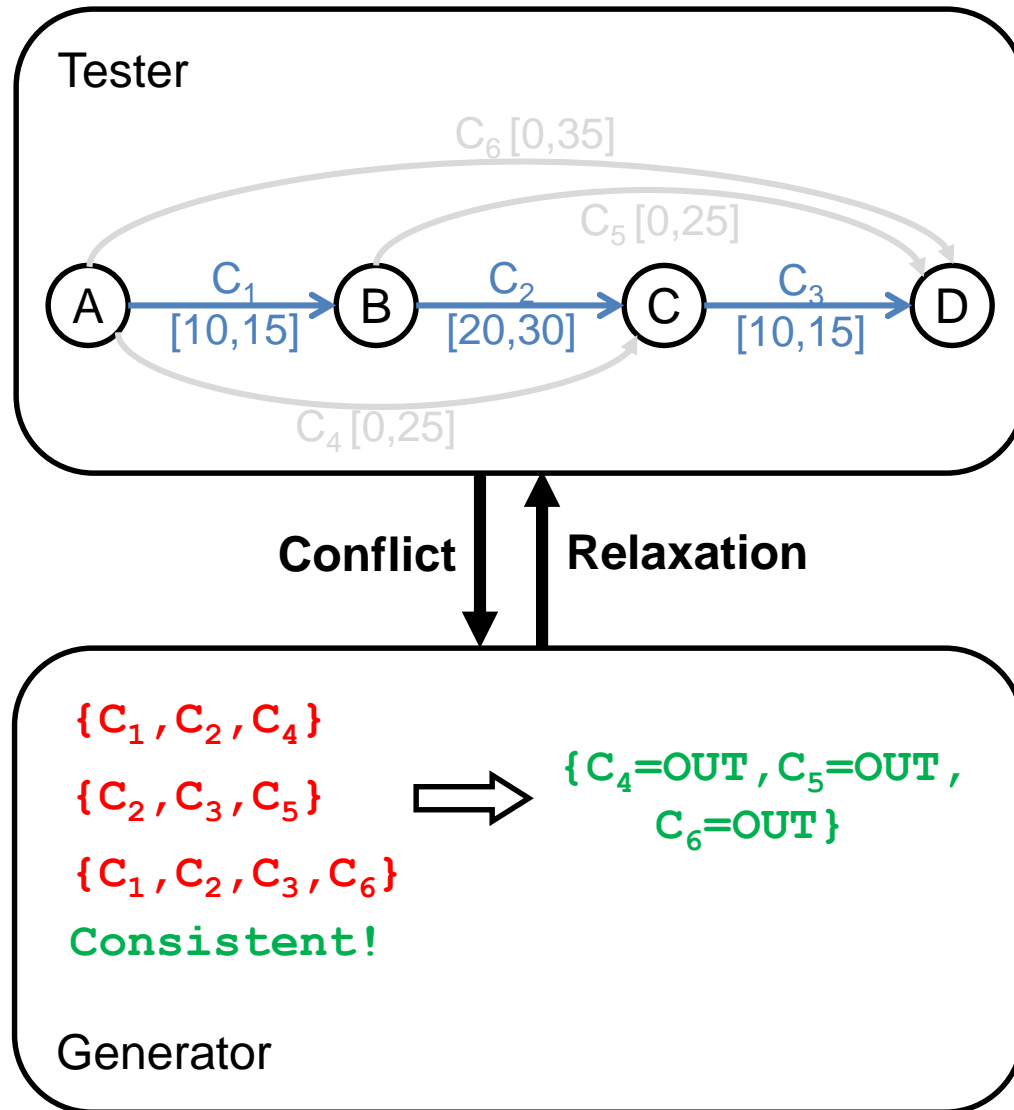 Tester
C₆ [0,35]
C₅ [0,25]
A
C₁
[10,15]
B
C₂
[20,30]
C
C₃
[10,15]
D
C₄ [0,25]
Conflict
Relaxation
{C₁,C₂,C₄}
{C₂,C₃,C₅}
{C₁,C₂,C₃,C₆}
Consistent!
{C₄=OUT,C₅=OUT,
C₆=OUT}
Generator